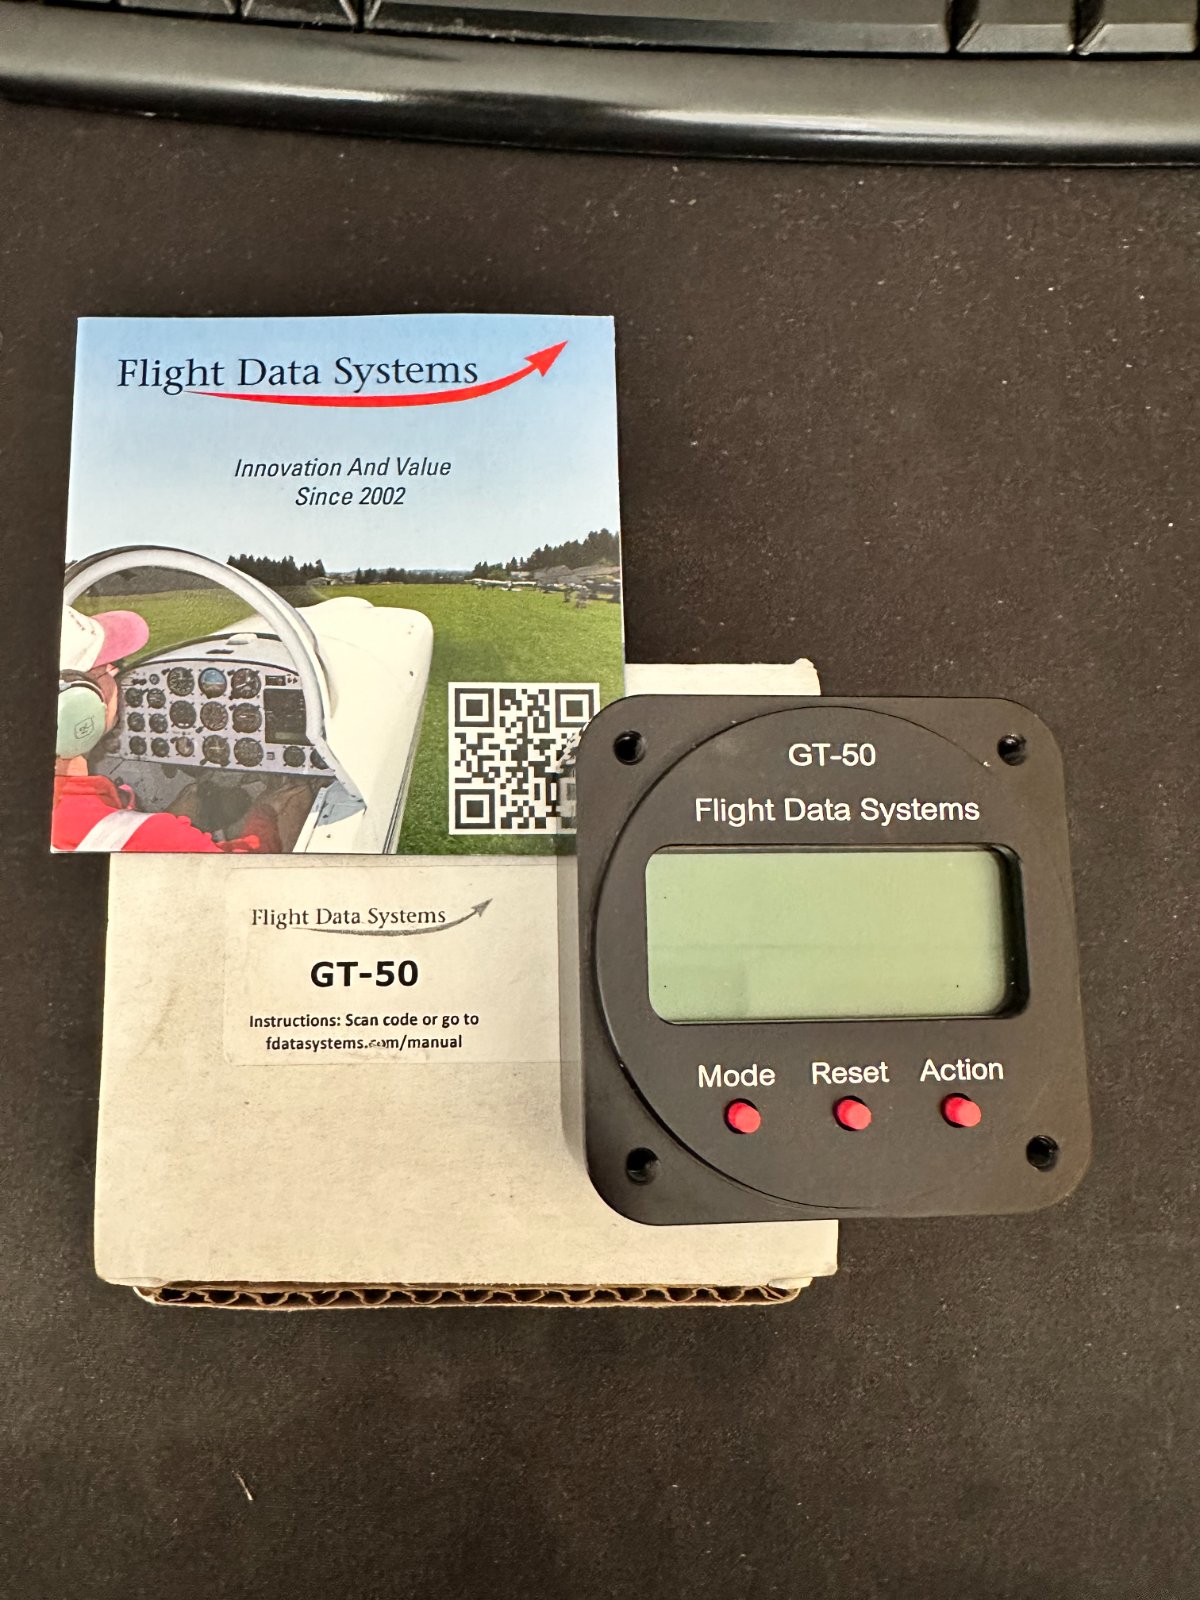 Flight Data Systems
Innovation And Value
Since 2002
GT-50
Flight Data Systems
Mode Reset Action
Flight Data Systems
GT-50
Instructions: Scan code or go to
fdatasystems.com/manual